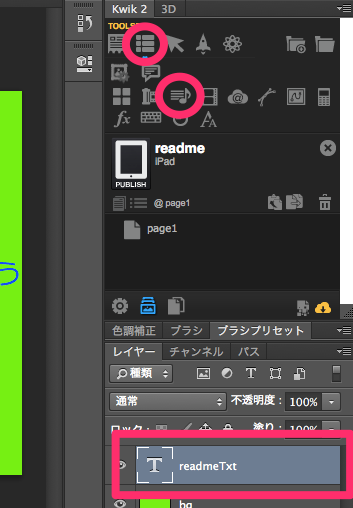 Kwik 2 3D
TOOLS
readme
iPad
PUBLISH
@ page1
page1
色調補正 ブラシ ブラシプリセット
レイヤー チャンネル パス
種類
通常 不透明度: 100%
ロック: 塗り: 100%
T readmeTxt
bg